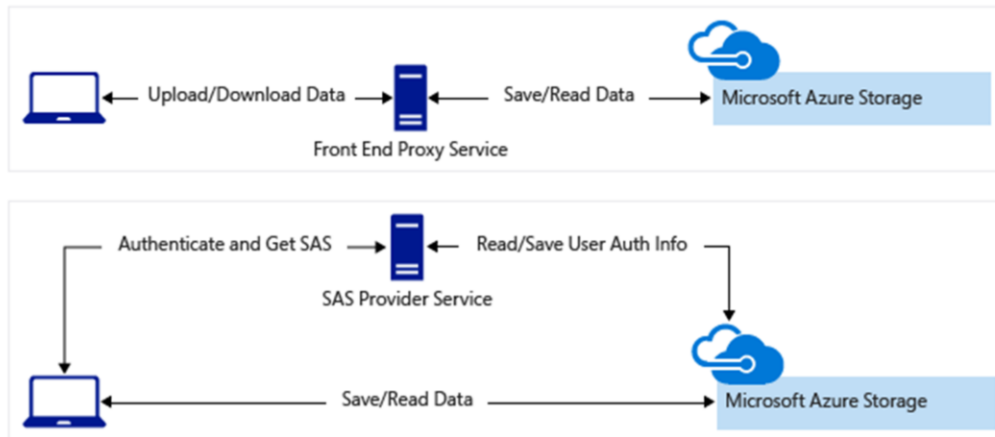 Upload/Download Data
Save/Read Data
Microsoft Azure Storage
Front End Proxy Service
Authenticate and Get SAS
Read/Save User Auth Info
SAS Provider Service
Save/Read Data
Microsoft Azure Storage